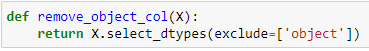 def remove_object_col(X):
    return X.select_dtypes(exclude=['object'])